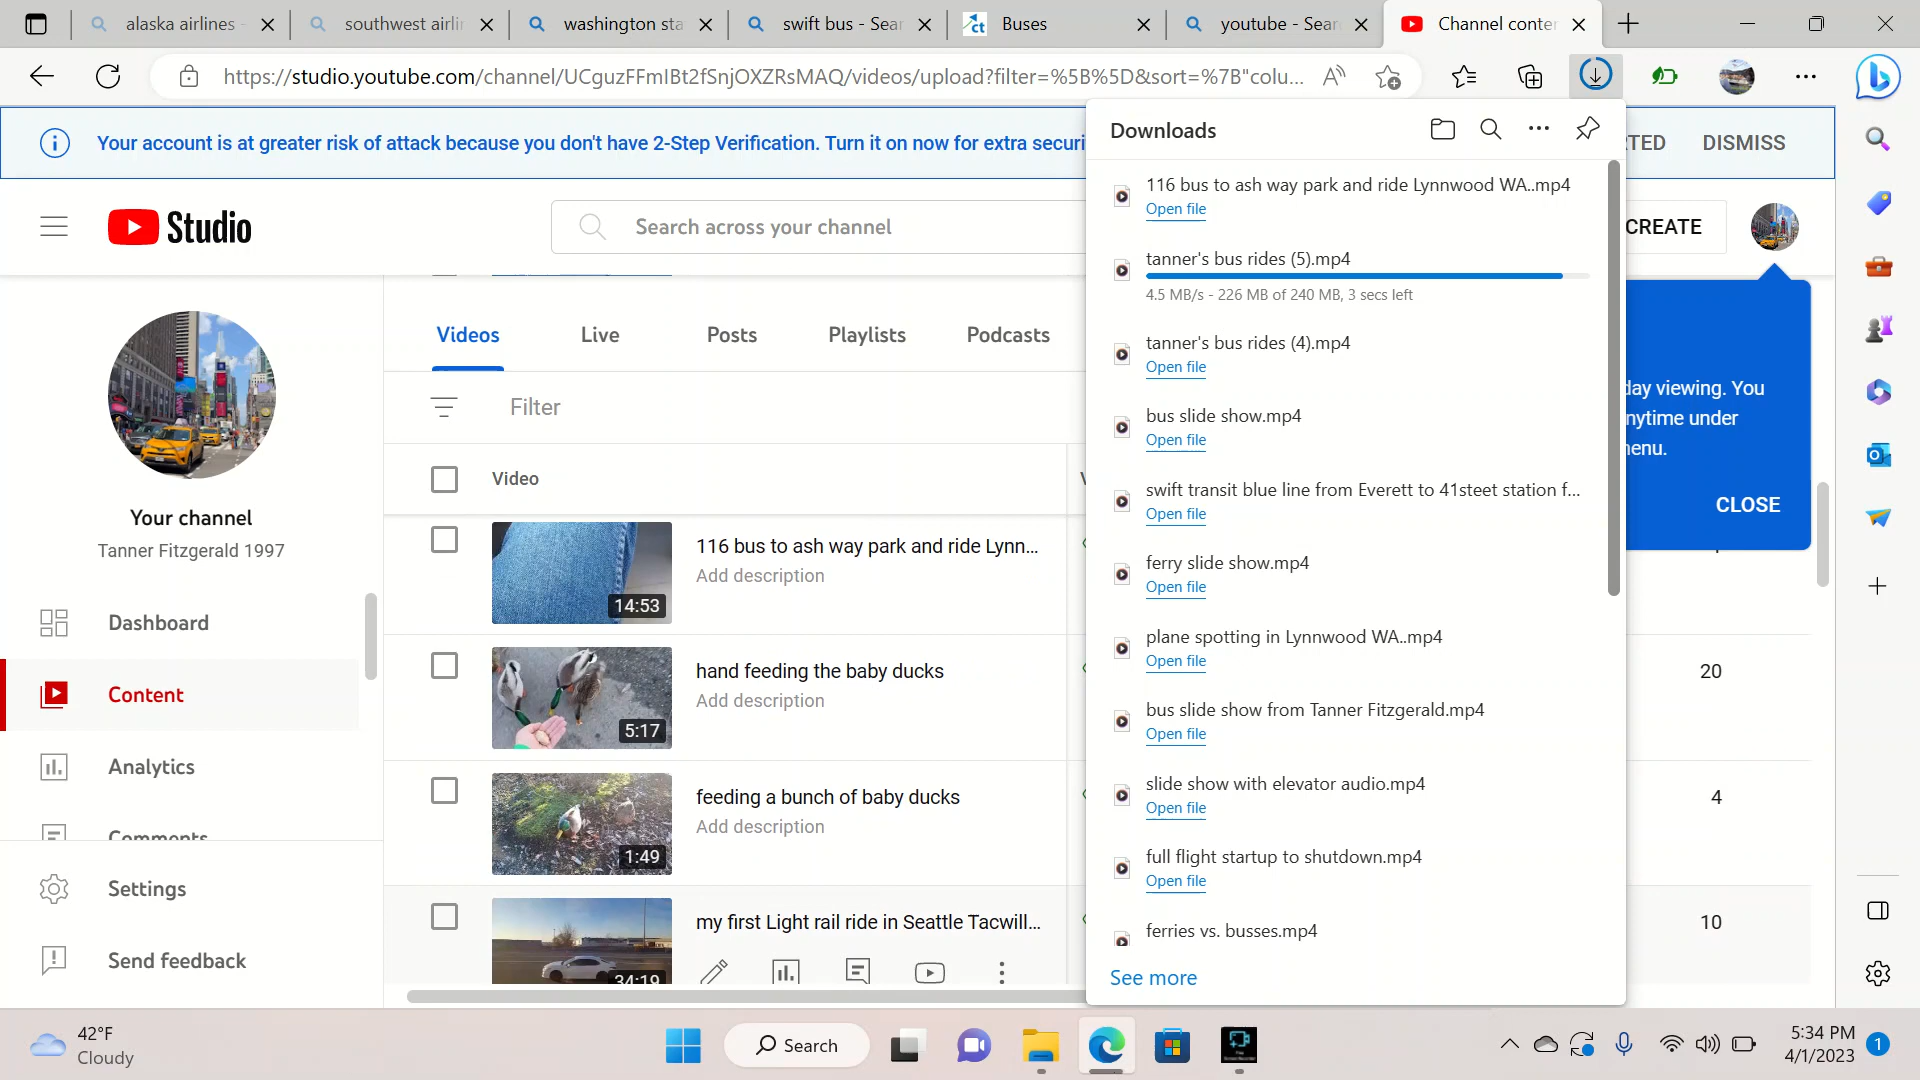 alaska airlines -
southwest airli
washington sta
swift bus - Sear
Buses
youtube - Sear
Channel conten
https://studio.youtube.com/channel/UCguzFFmIBt2fSnjOXZRsMAQ/videos/upload?filter=%5B%5D&sort=%7B"colu...
Your account is at greater risk of attack because you don't have 2-Step Verification. Turn it on now for extra securi
TED
DISMISS
Studio
Search across your channel
CREATE
Your channel
Tanner Fitzgerald 1997
Dashboard
Content
Analytics
Comments
Settings
Send feedback
Videos
Live
Posts
Playlists
Podcasts
Filter
Video
14:53
116 bus to ash way park and ride Lynn...
Add description
5:17
hand feeding the baby ducks
Add description
20
1:49
feeding a bunch of baby ducks
Add description
4
34:19
my first Light rail ride in Seattle Tacwill...
10
Downloads
116 bus to ash way park and ride Lynnwood WA..mp4
Open file
tanner's bus rides (5).mp4
4.5 MB/s - 226 MB of 240 MB, 3 secs left
tanner's bus rides (4).mp4
Open file
bus slide show.mp4
Open file
swift transit blue line from Everett to 41steet station f...
Open file
ferry slide show.mp4
Open file
plane spotting in Lynnwood WA..mp4
Open file
bus slide show from Tanner Fitzgerald.mp4
Open file
slide show with elevator audio.mp4
Open file
full flight startup to shutdown.mp4
Open file
ferries vs. busses.mp4
See more
day viewing. You
nytime under
nenu.
CLOSE
42°F
Cloudy
Search
5:34 PM
4/1/2023
1